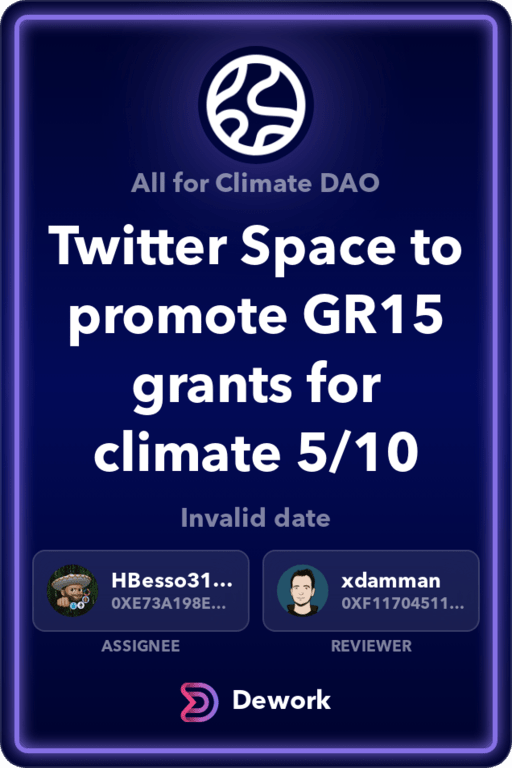 All for Climate DAO
Twitter Space to
promote GR15
grants for
climate 5/10
Invalid date
HBesso31...
0XE73A198E...
xdamman
0XF11704511...
ASSIGNEE
REVIEWER
Dework